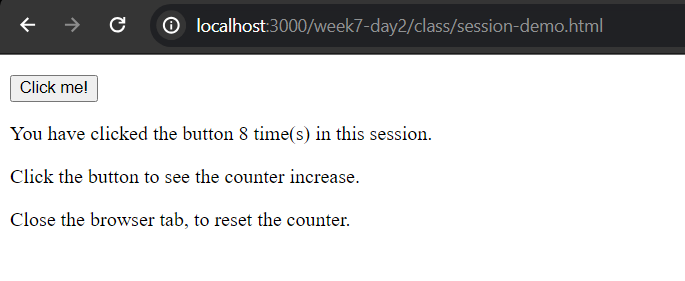 localhost:3000/week7-day2/class/session-demo.html
Click me!
You have clicked the button 8 time(s) in this session.
Click the button to see the counter increase.
Close the browser tab, to reset the counter.